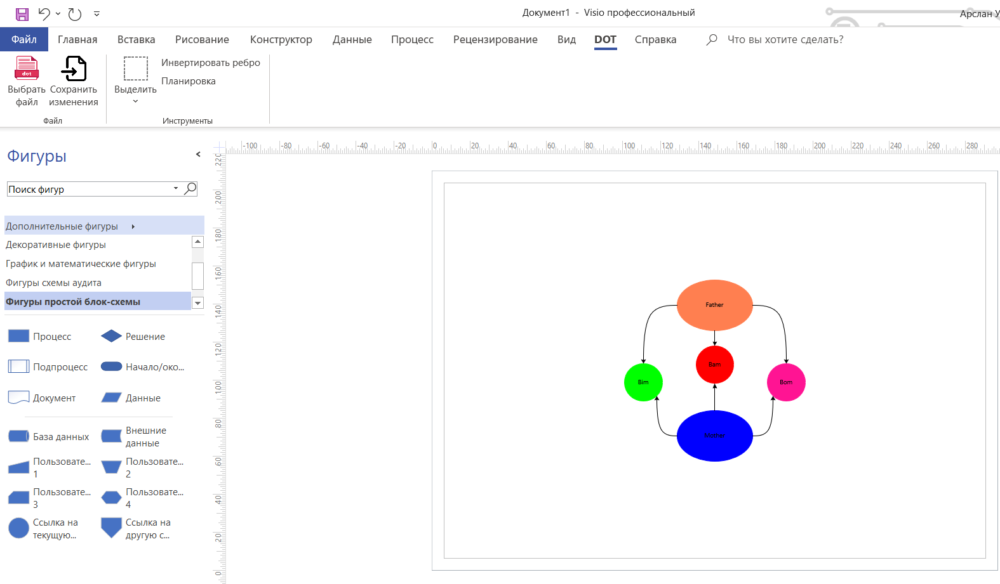 Документ1 - Visio профессиональный
Арслан У
Файл Главная Вставка Рисование Конструктор Данные Процесс Рецензирование Вид DOT Справка Что вы хотите сделать?
dot
Выбрать файл
Сохранить изменения
Файл
Выделить
Инвертировать ребро
Планировка
Инструменты
Фигуры
Поиск фигур
Дополнительные фигуры
Декоративные фигуры
График и математические фигуры
Фигуры схемы аудита
Фигуры простой блок-схемы
Процесс
Решение
Подпроцесс
Начало/око...
Документ
Данные
База данных
Внешние данные
Пользовате... 1
Пользовате... 2
Пользовате... 3
Пользовате... 4
Ссылка на текущую...
Ссылка на другую с...
-100 -80 -60 -40 -20 0 20 40 60 80 100 120 140 160 180 200 220 240 260 280
220
200
180
160
140
120
100
80
60
40
20
0
Father
Bam
Bim
Bom
Mother